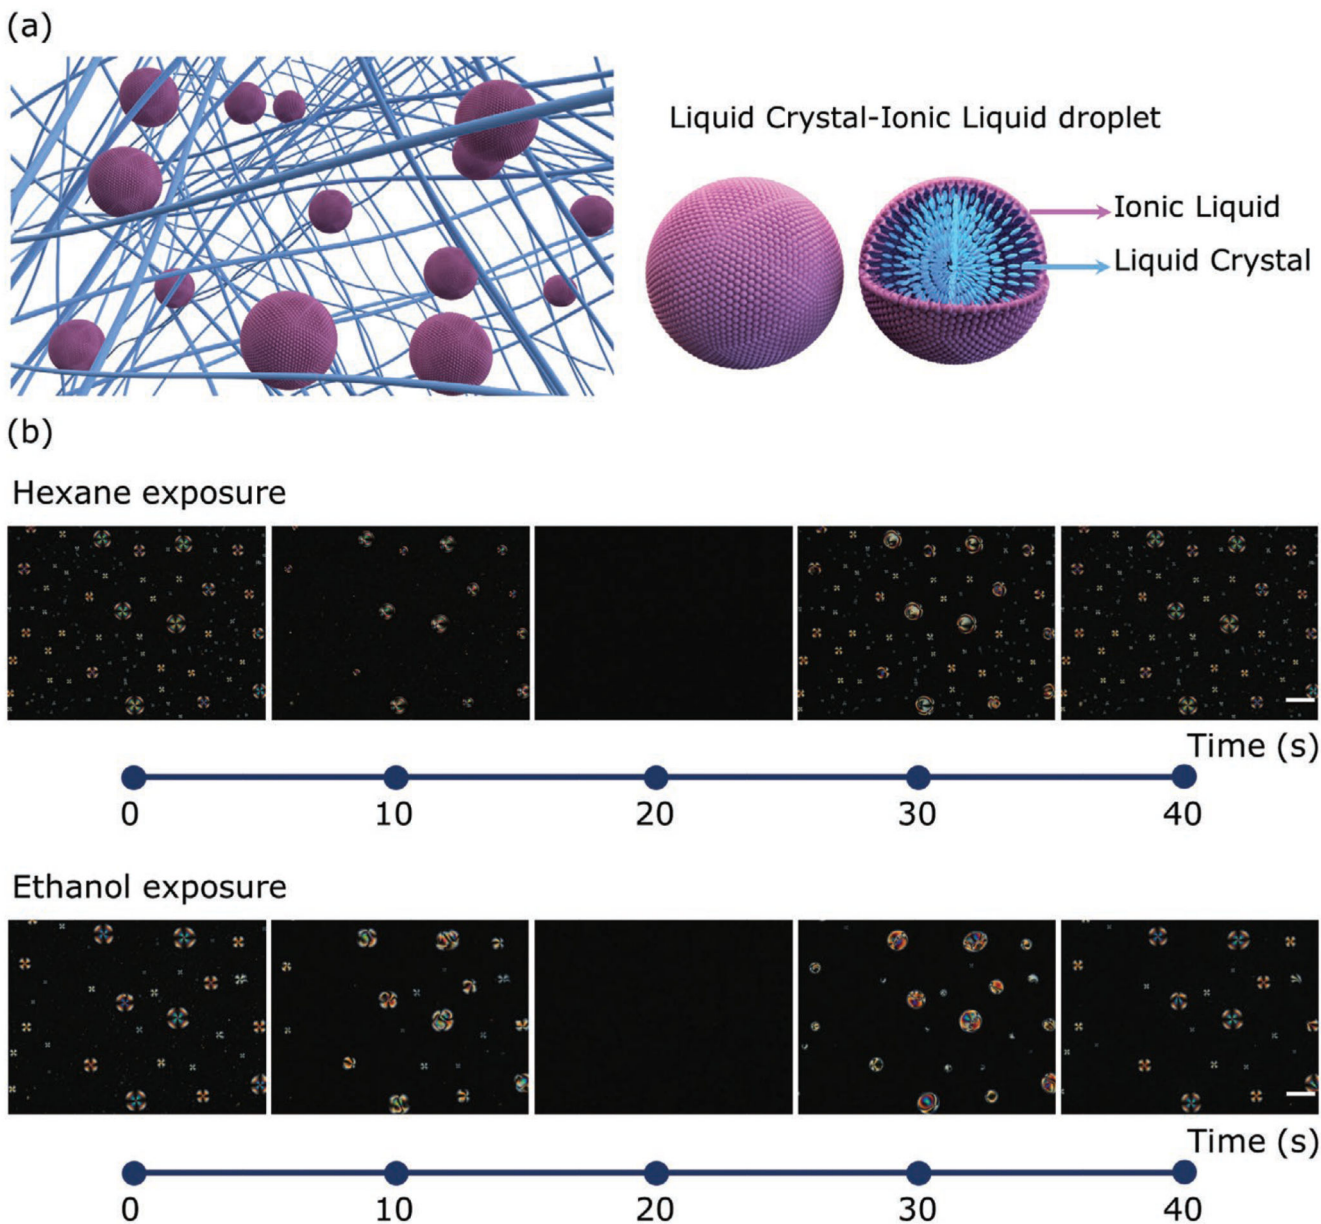 (a)
Liquid Crystal-Ionic Liquid droplet
Ionic Liquid
Liquid Crystal
(b)
Hexane exposure
Time (s)
0 10 20 30 40
Ethanol exposure
Time (s)
0 10 20 30 40